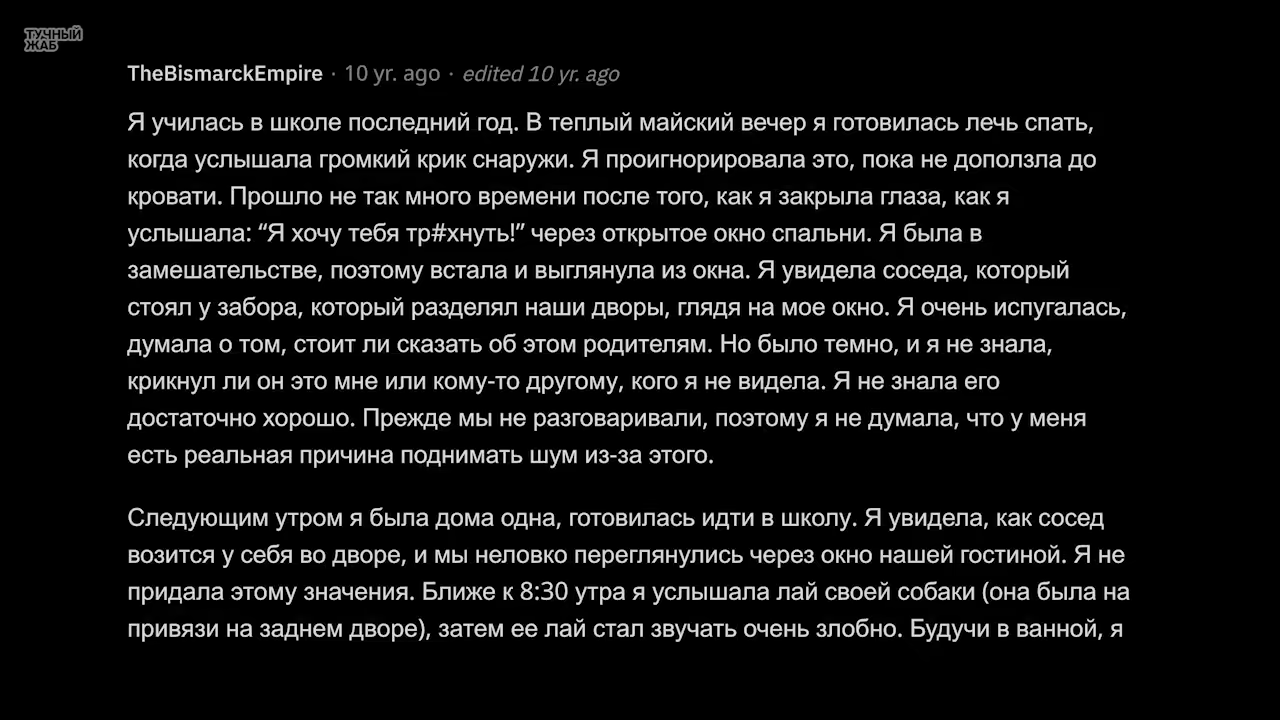 ТУЧНЫЙ
ЖАБ
TheBismarckEmpire · 10 yr. ago · edited 10 yr. ago
Я училась в школе последний год. В теплый майский вечер я готовилась лечь спать,
когда услышала громкий крик снаружи. Я проигнорировала это, пока не доползла до
кровати. Прошло не так много времени после того, как я закрыла глаза, как я
услышала: “Я хочу тебя тр#хнуть!” через открытое окно спальни. Я была в
замешательстве, поэтому встала и выглянула из окна. Я увидела соседа, который
стоял у забора, который разделял наши дворы, глядя на мое окно. Я очень испугалась,
думала о том, стоит ли сказать об этом родителям. Но было темно, и я не знала,
крикнул ли он это мне или кому-то другому, кого я не видела. Я не знала его
достаточно хорошо. Прежде мы не разговаривали, поэтому я не думала, что у меня
есть реальная причина поднимать шум из-за этого.
Следующим утром я была дома одна, готовилась идти в школу. Я увидела, как сосед
возится у себя во дворе, и мы неловко переглянулись через окно нашей гостиной. Я не
придала этому значения. Ближе к 8:30 утра я услышала лай своей собаки (она была на
привязи на заднем дворе), затем ее лай стал звучать очень злобно. Будучи в ванной, я